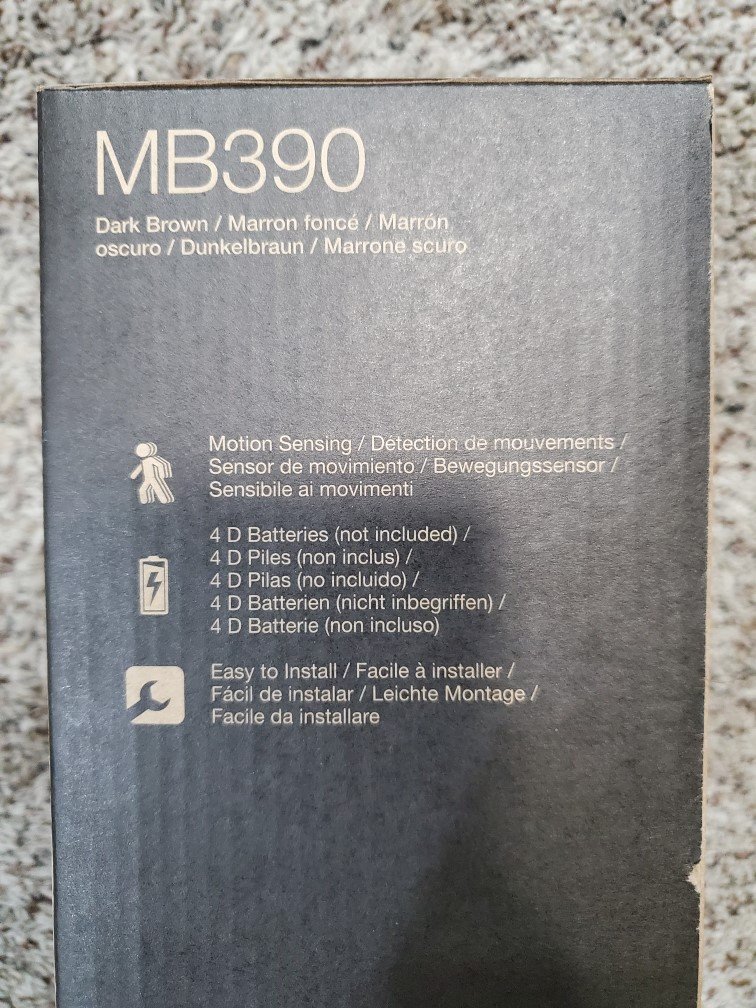 MB390
Dark Brown / Marron foncé / Marrón
oscuro / Dunkelbraun / Marrone scuro
Motion Sensing / Détection de mouvements /
Sensor de movimiento / Bewegungssensor /
Sensibile ai movimenti
4 D Batteries (not included) /
4 D Piles (non inclus) /
4 D Pilas (no incluido) /
4 D Batterien (nicht inbegriffen) /
4 D Batterie (non incluso)
Easy to Install / Facile à installer /
Fácil de instalar / Leichte Montage /
Facile da installare